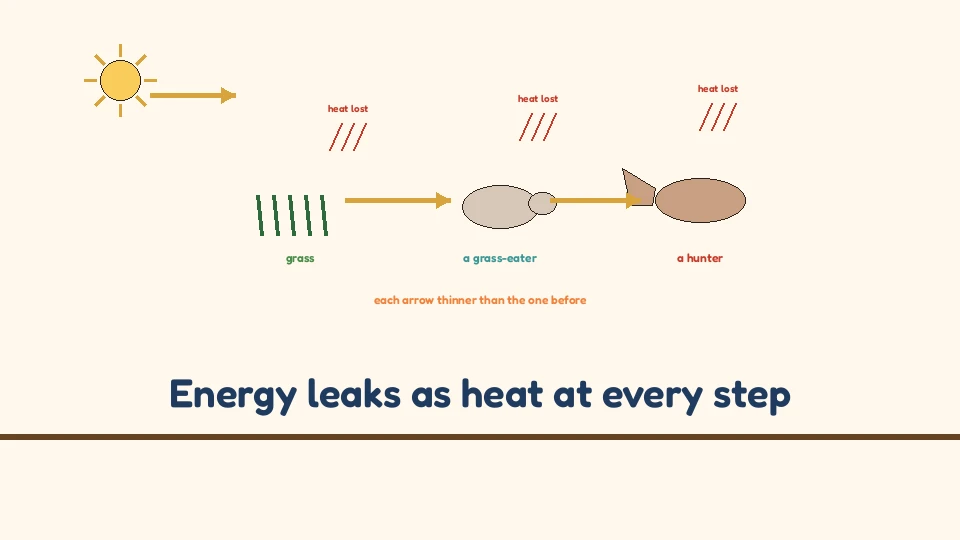 heat lost
heat lost
heat lost
grass
a grass-eater
a hunter
each arrow thinner than the one before
Energy leaks as heat at every step